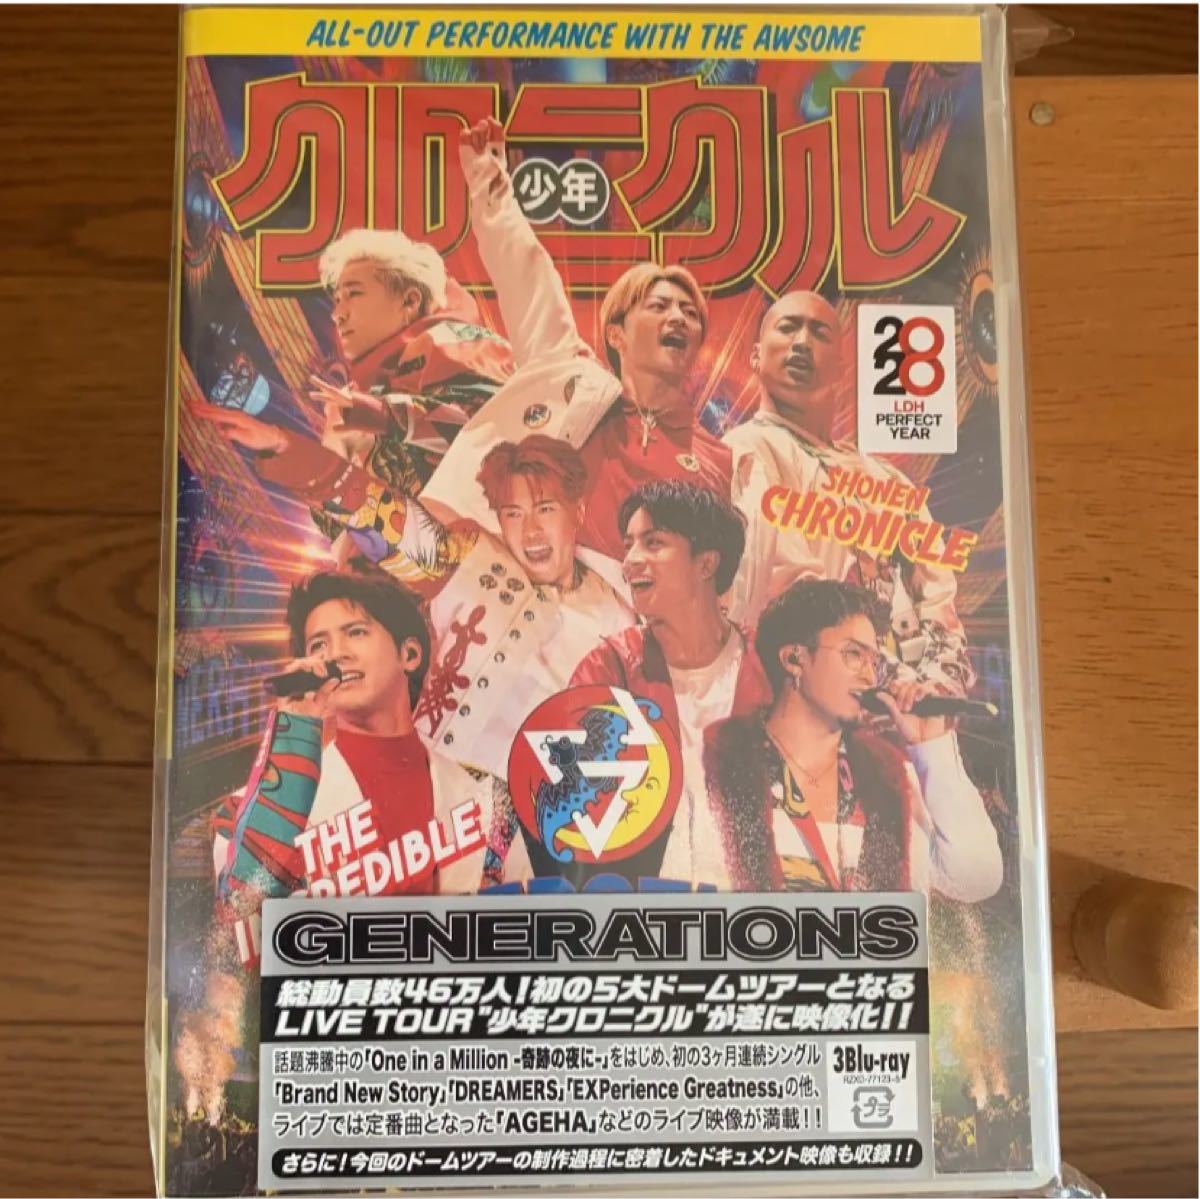 ALL-OUT PERFORMANCE WITH THE AWSOME
少年
クロニクル
2020
LDH
PERFECT
YEAR
SHONEN
CHRONICLE
THE
GENERATIONS
総動員数46万人!初の5大ドームツアーとなる
LIVE TOUR"少年クロニクル"が遂に映像化!!
話題沸騰中の「One in a Million -奇跡の夜に-」をはじめ、初の3ヶ月連続シングル
「Brand New Story」「DREAMERS」「EXPerience Greatness」の他、
ライブでは定番曲となった「AGEHA」などのライブ映像が満載!!
3Blu-ray
RZXD-77123~5
プラ
さらに!今回のドームツアーの制作過程に密着したドキュメント映像も収録!!